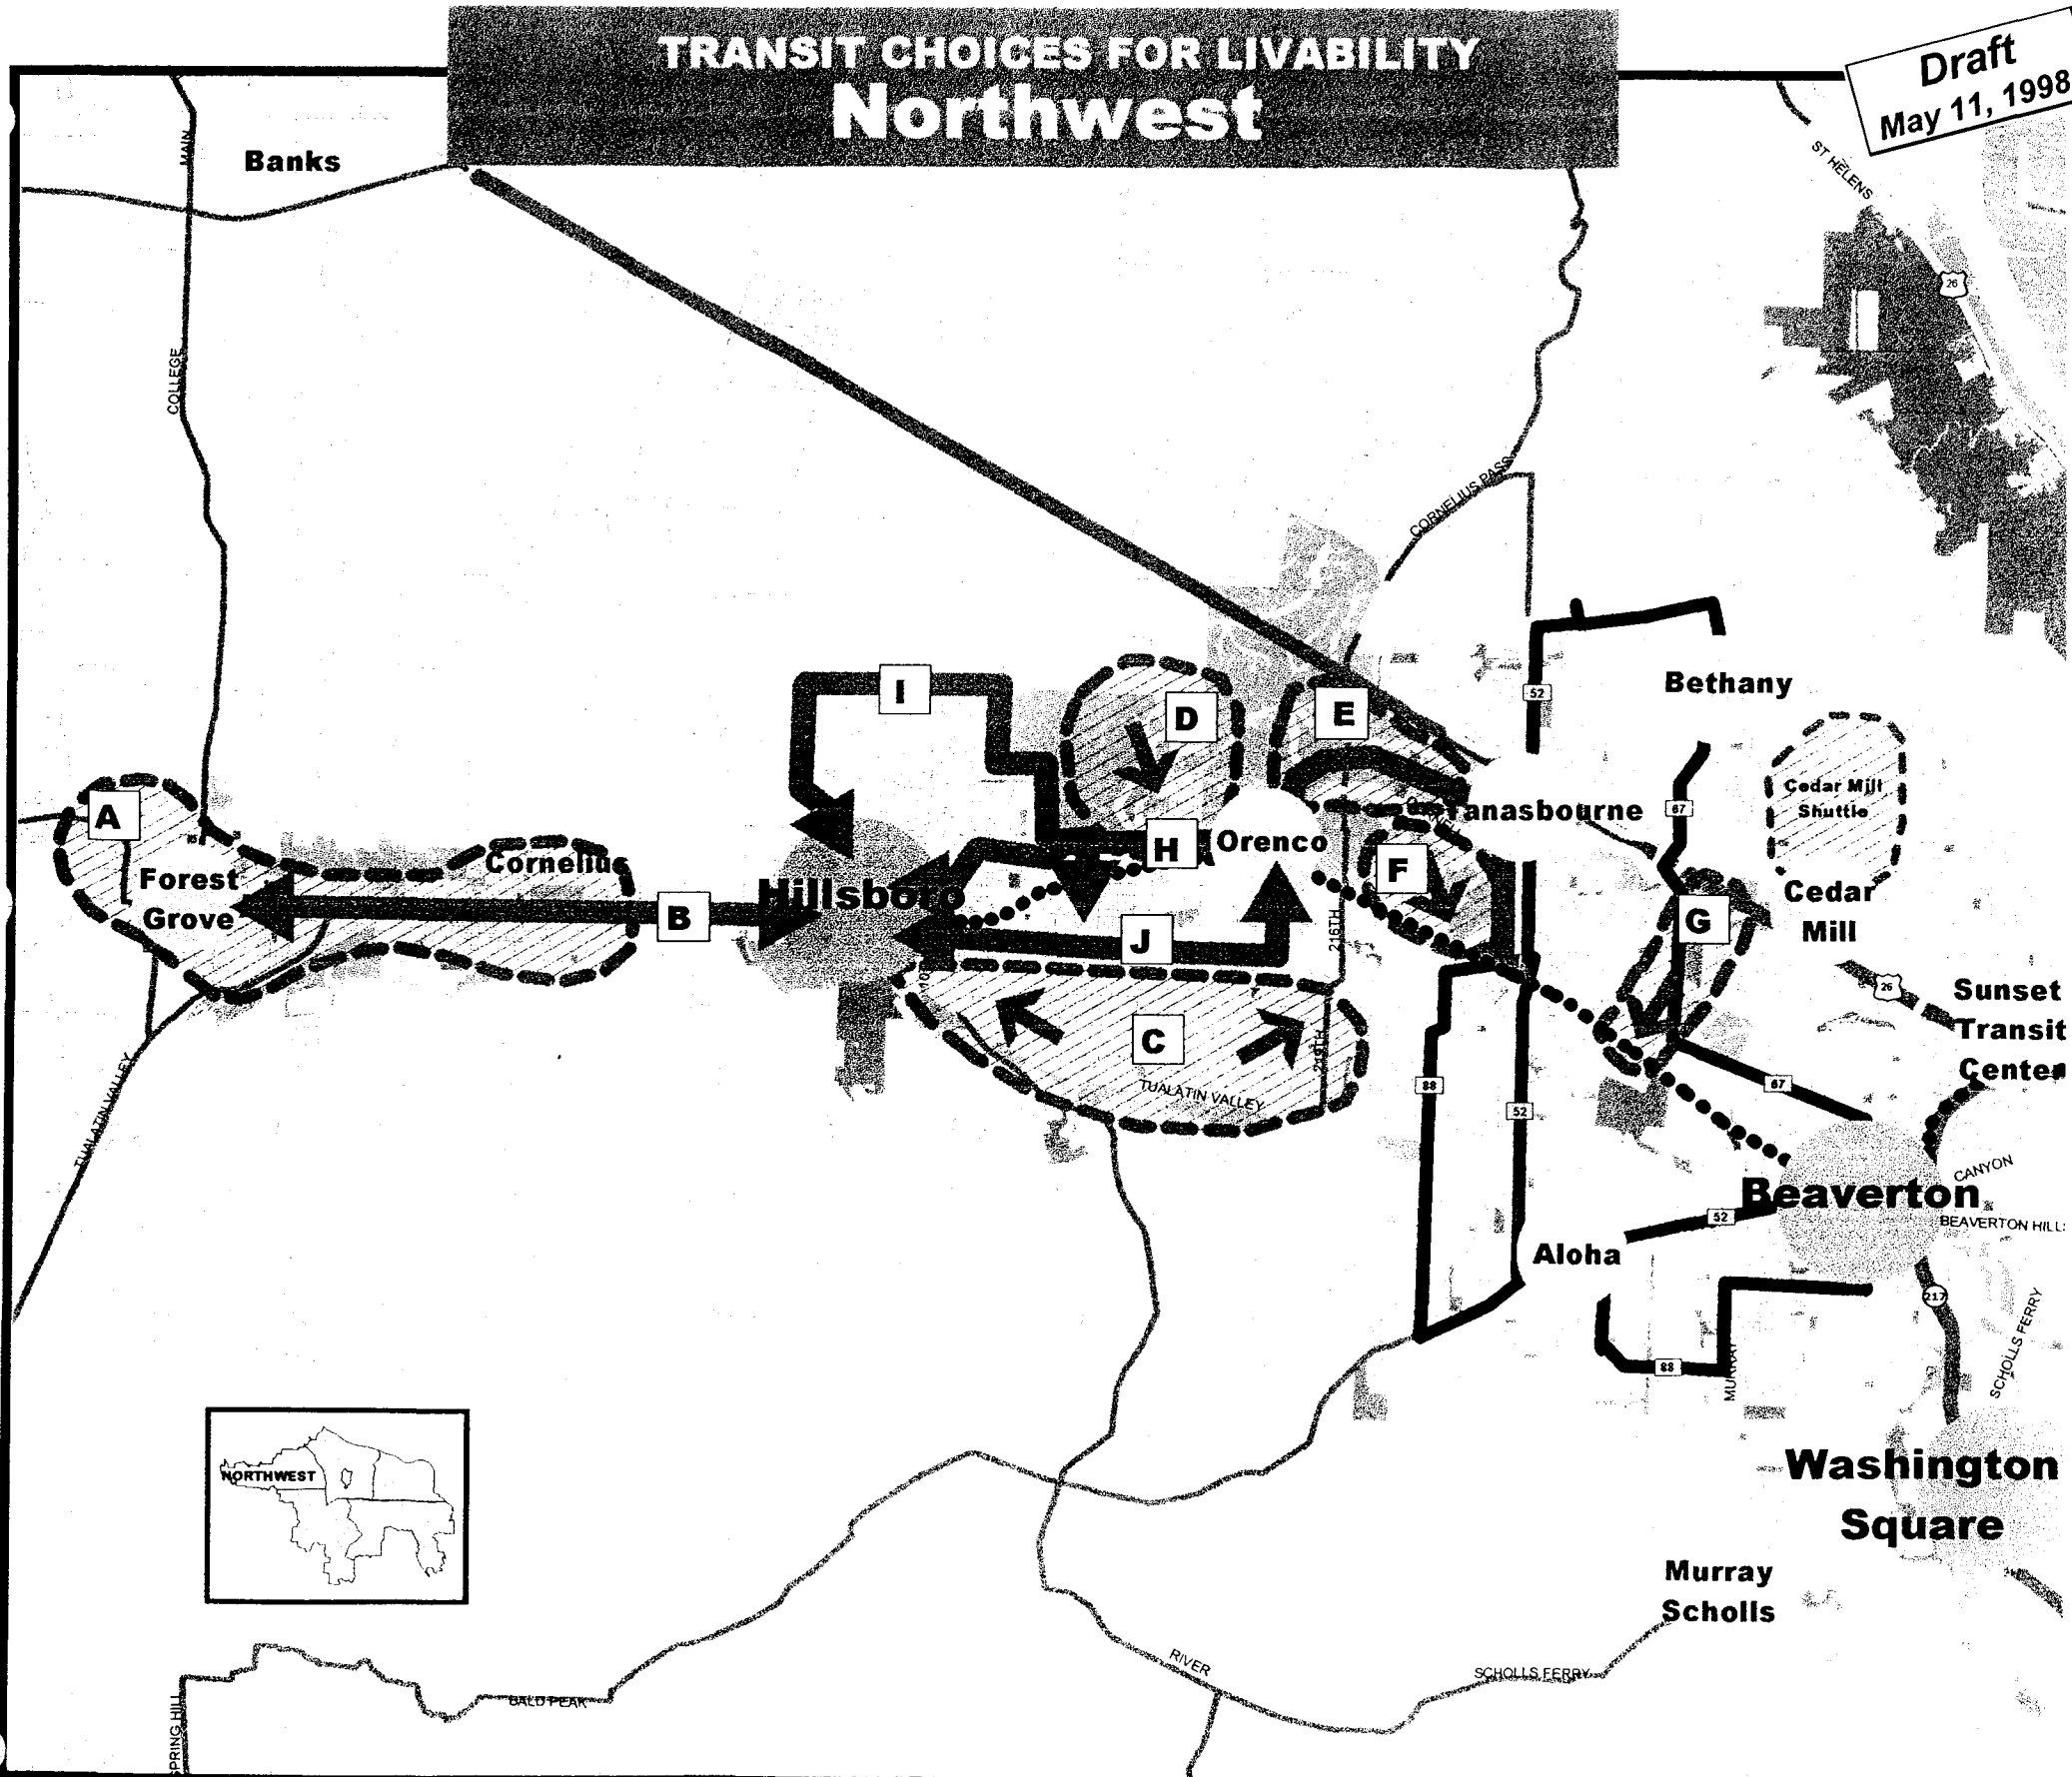 TRANSIT CHOICES FOR LIVABILITY
Northwest
Draft
May 11, 1998
Banks
MAIN
ST HELENS
26
COLLEGE
CORNELIUS PASS
52
Bethany
I
D
E
Cedar Mill
Shuttle
A
Tanasbourne
67
H
Orenco
Cornelius
F
Forest
Grove
Hillsboro
B
Cedar
Mill
G
J
216TH
26
Sunset
Transit
Center
C
219TH
TUALATIN VALLEY
TUALATIN VALLEY
88
52
67
CANYON
Beaverton
52
BEAVERTON HILLS
Aloha
217
SCHOLLS FERRY
88
MURRAY
NORTHWEST
Washington
Square
Murray
Scholls
RIVER
SCHOLLS FERRY
BALD PEAK
SPRING HILL